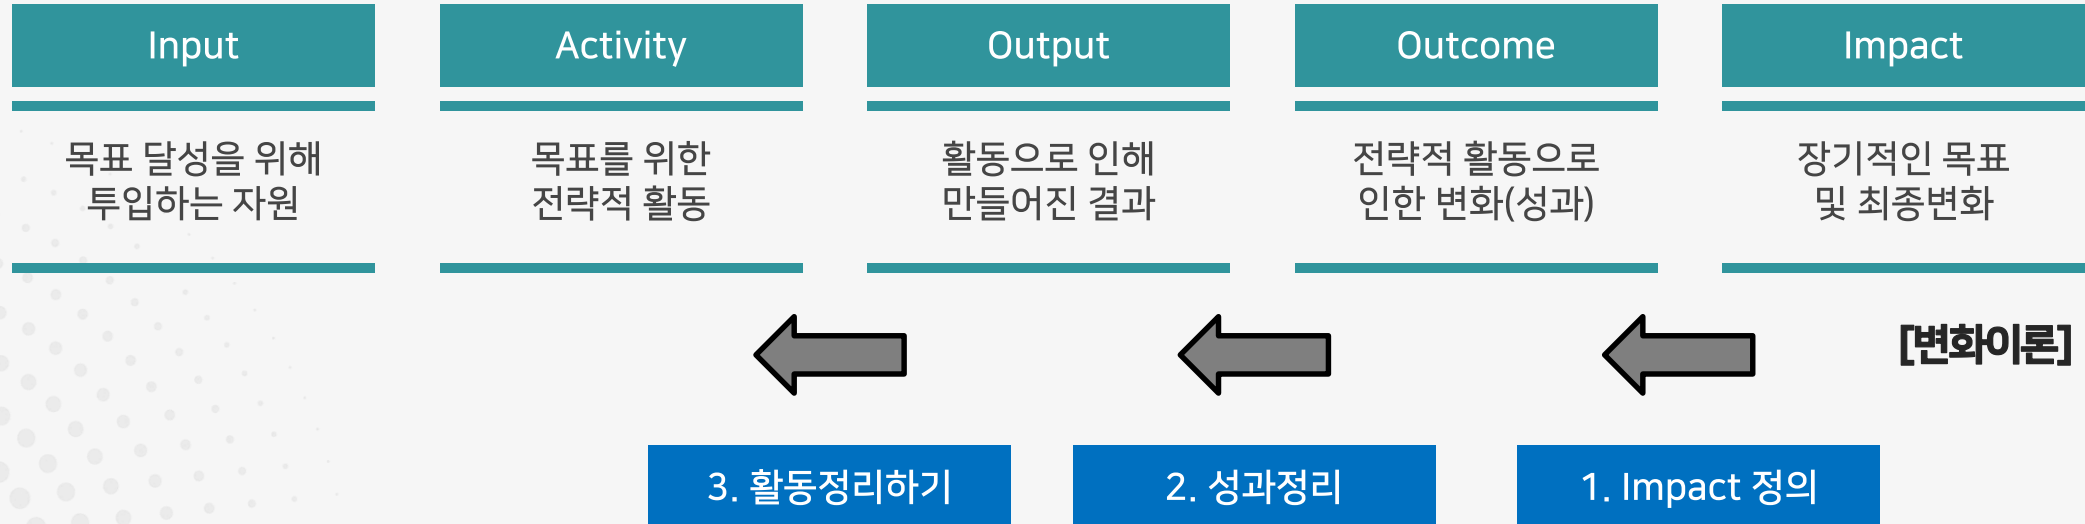 Input
Activity
Output
Outcome
Impact
목표 달성을 위해
투입하는 자원
목표를 위한
전략적 활동
활동으로 인해
만들어진 결과
전략적 활동으로
인한 변화(성과)
장기적인 목표
및 최종변화
[변화이론]
3. 활동정리하기
2. 성과정리
1. Impact 정의